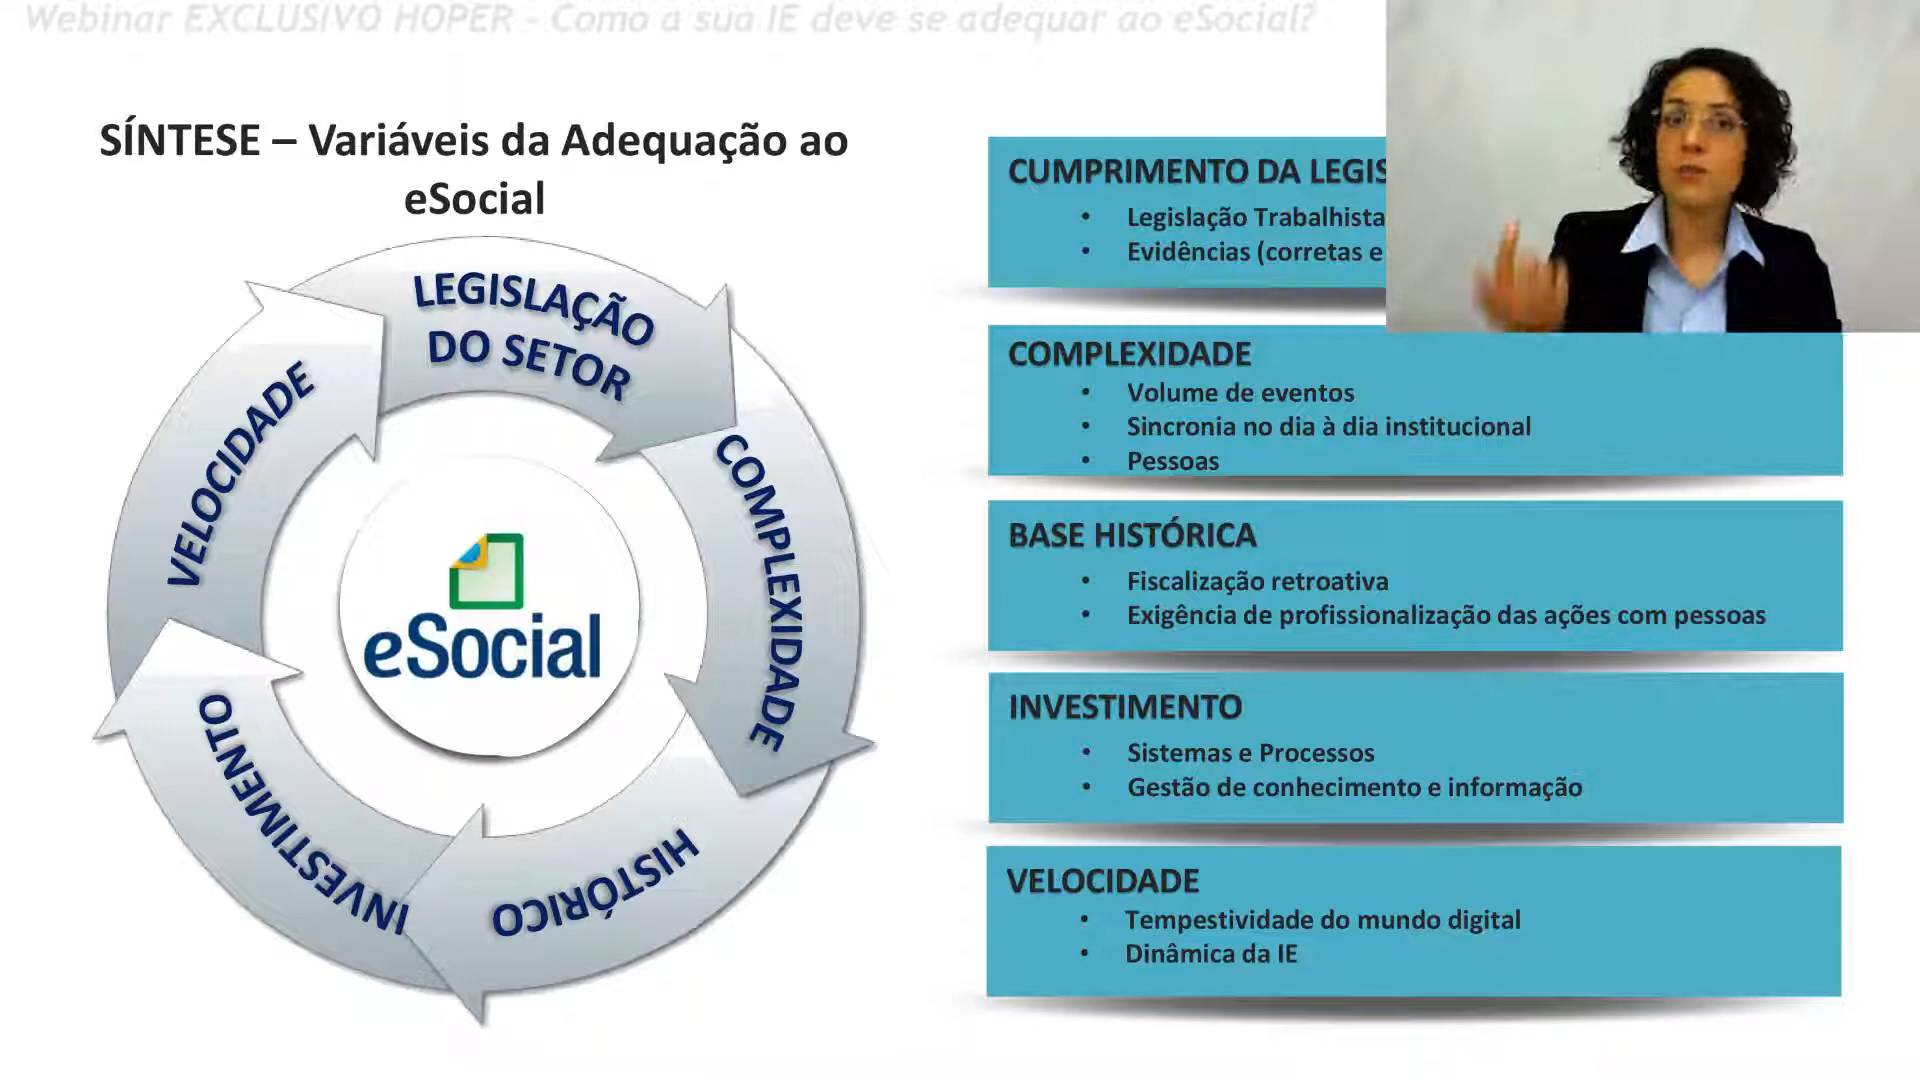 Webinar EXCLUSIVO HOPER - Como a sua IE deve se adequar ao eSocial?
SÍNTESE – Variáveis da Adequação ao
eSocial
LEGISLAÇÃO
DO SETOR
COMPLEXIDADE
HISTÓRICO
INVESTIMENTO
VELOCIDADE
eSocial
CUMPRIMENTO DA LEGIS
• Legislação Trabalhista
• Evidências (corretas e
COMPLEXIDADE
• Volume de eventos
• Sincronia no dia à dia institucional
• Pessoas
BASE HISTÓRICA
• Fiscalização retroativa
• Exigência de profissionalização das ações com pessoas
INVESTIMENTO
• Sistemas e Processos
• Gestão de conhecimento e informação
VELOCIDADE
• Tempestividade do mundo digital
• Dinâmica da IE